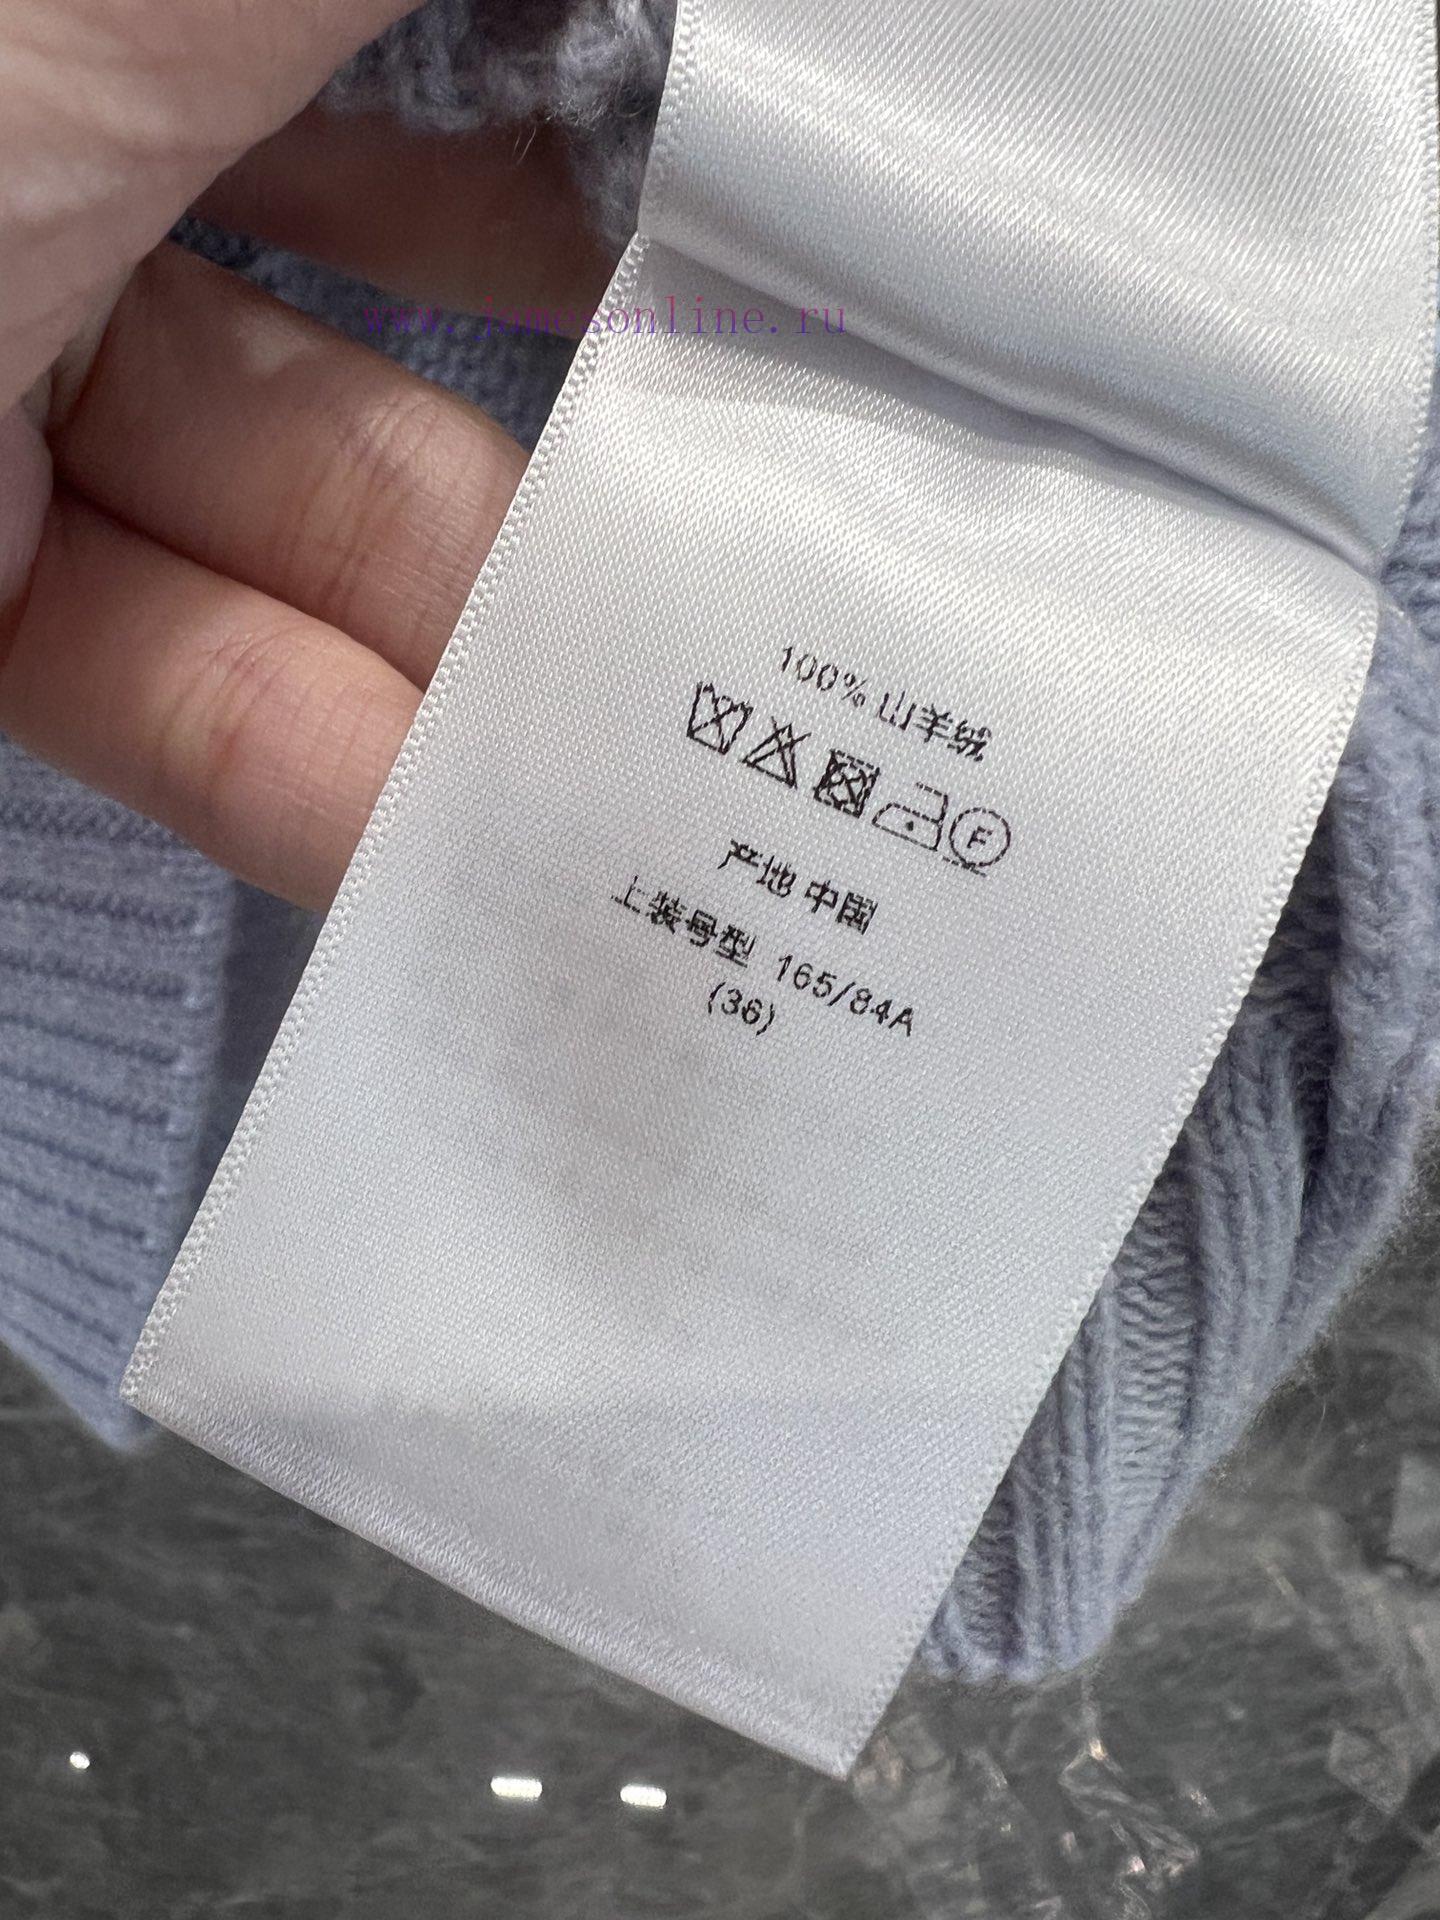 www.jamesonline.ru
100% 山羊绒
F
产地 中国
上装号型 165/84A
(36)